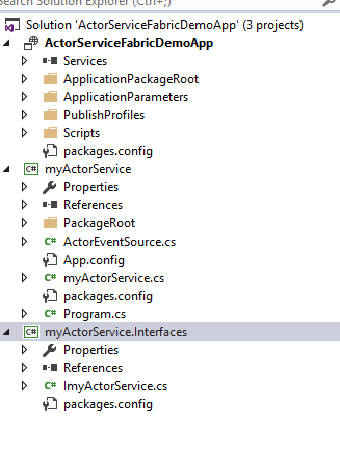 Search Solution Explorer (Ctrl+;)
Solution 'ActorServiceFabricDemoApp' (3 projects)
ActorServiceFabricDemoApp
Services
ApplicationPackageRoot
ApplicationParameters
PublishProfiles
Scripts
packages.config
myActorService
Properties
References
PackageRoot
C# ActorEventSource.cs
App.config
C# myActorService.cs
packages.config
C# Program.cs
C# myActorService.Interfaces
Properties
References
C# ImyActorService.cs
packages.config